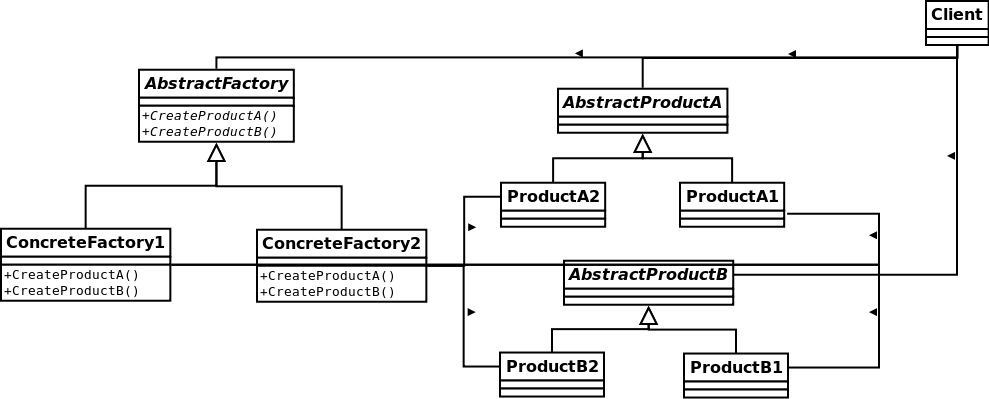 Client
AbstractFactory
+CreateProductA()
+CreateProductB()
AbstractProductA
ProductA2
ProductA1
ConcreteFactory1
+CreateProductA()
+CreateProductB()
ConcreteFactory2
+CreateProductA()
+CreateProductB()
AbstractProductB
ProductB2
ProductB1